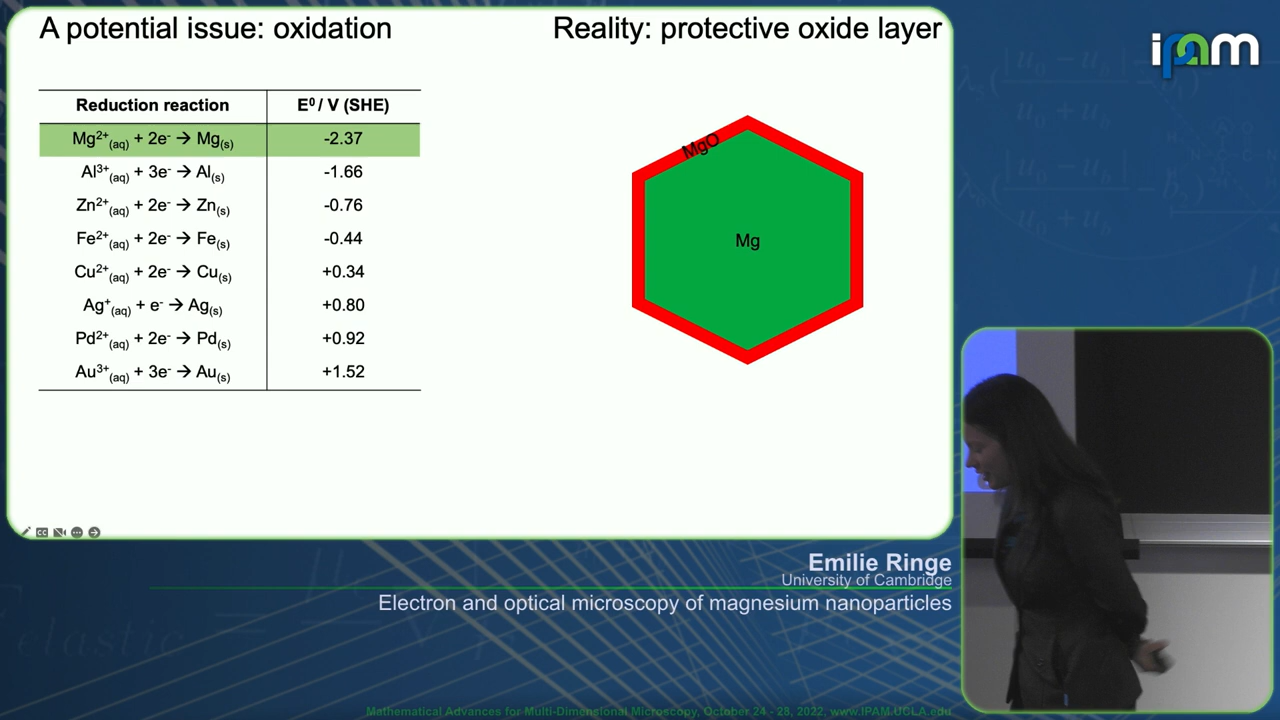 A potential issue: oxidation
Reality: protective oxide layer
ipam
Reduction reaction E⁰ / V (SHE)
Mg²⁺(aq) + 2e⁻ → Mg(s) -2.37
Al³⁺(aq) + 3e⁻ → Al(s) -1.66
Zn²⁺(aq) + 2e⁻ → Zn(s) -0.76
Fe²⁺(aq) + 2e⁻ → Fe(s) -0.44
Cu²⁺(aq) + 2e⁻ → Cu(s) +0.34
Ag⁺(aq) + e⁻ → Ag(s) +0.80
Pd²⁺(aq) + 2e⁻ → Pd(s) +0.92
Au³⁺(aq) + 3e⁻ → Au(s) +1.52
MgO
Mg
Emilie Ringe
University of Cambridge
Electron and optical microscopy of magnesium nanoparticles
Mathematical Advances for Multi-Dimensional Microscopy, October 24 - 28, 2022, www.IPAM.UCLA.edu